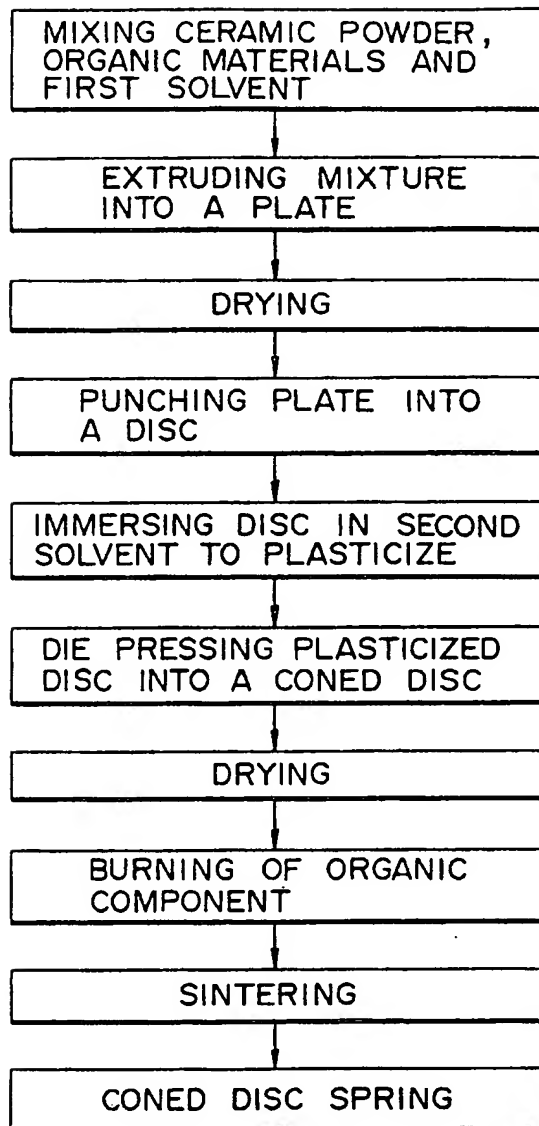 MIXING CERAMIC POWDER,
ORGANIC MATERIALS AND
FIRST SOLVENT
EXTRUDING MIXTURE
INTO A PLATE
DRYING
PUNCHING PLATE INTO
A DISC
IMMERSING DISC IN SECOND
SOLVENT TO PLASTICIZE
DIE PRESSING PLASTICIZED
DISC INTO A CONED DISC
DRYING
BURNING OF ORGANIC
COMPONENT
SINTERING
CONED DISC SPRING